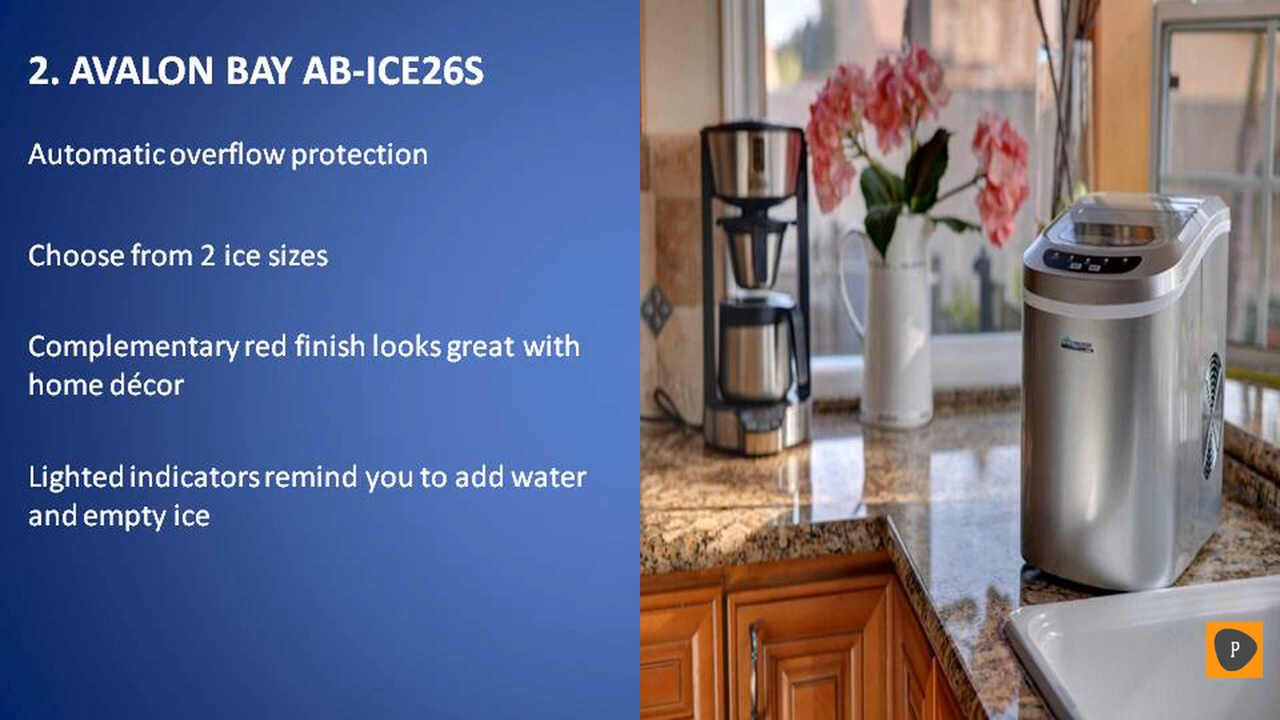 2. AVALON BAY AB-ICE26S
Automatic overflow protection
Choose from 2 ice sizes
Complementary red finish looks great with
home décor
Lighted indicators remind you to add water
and empty ice
P